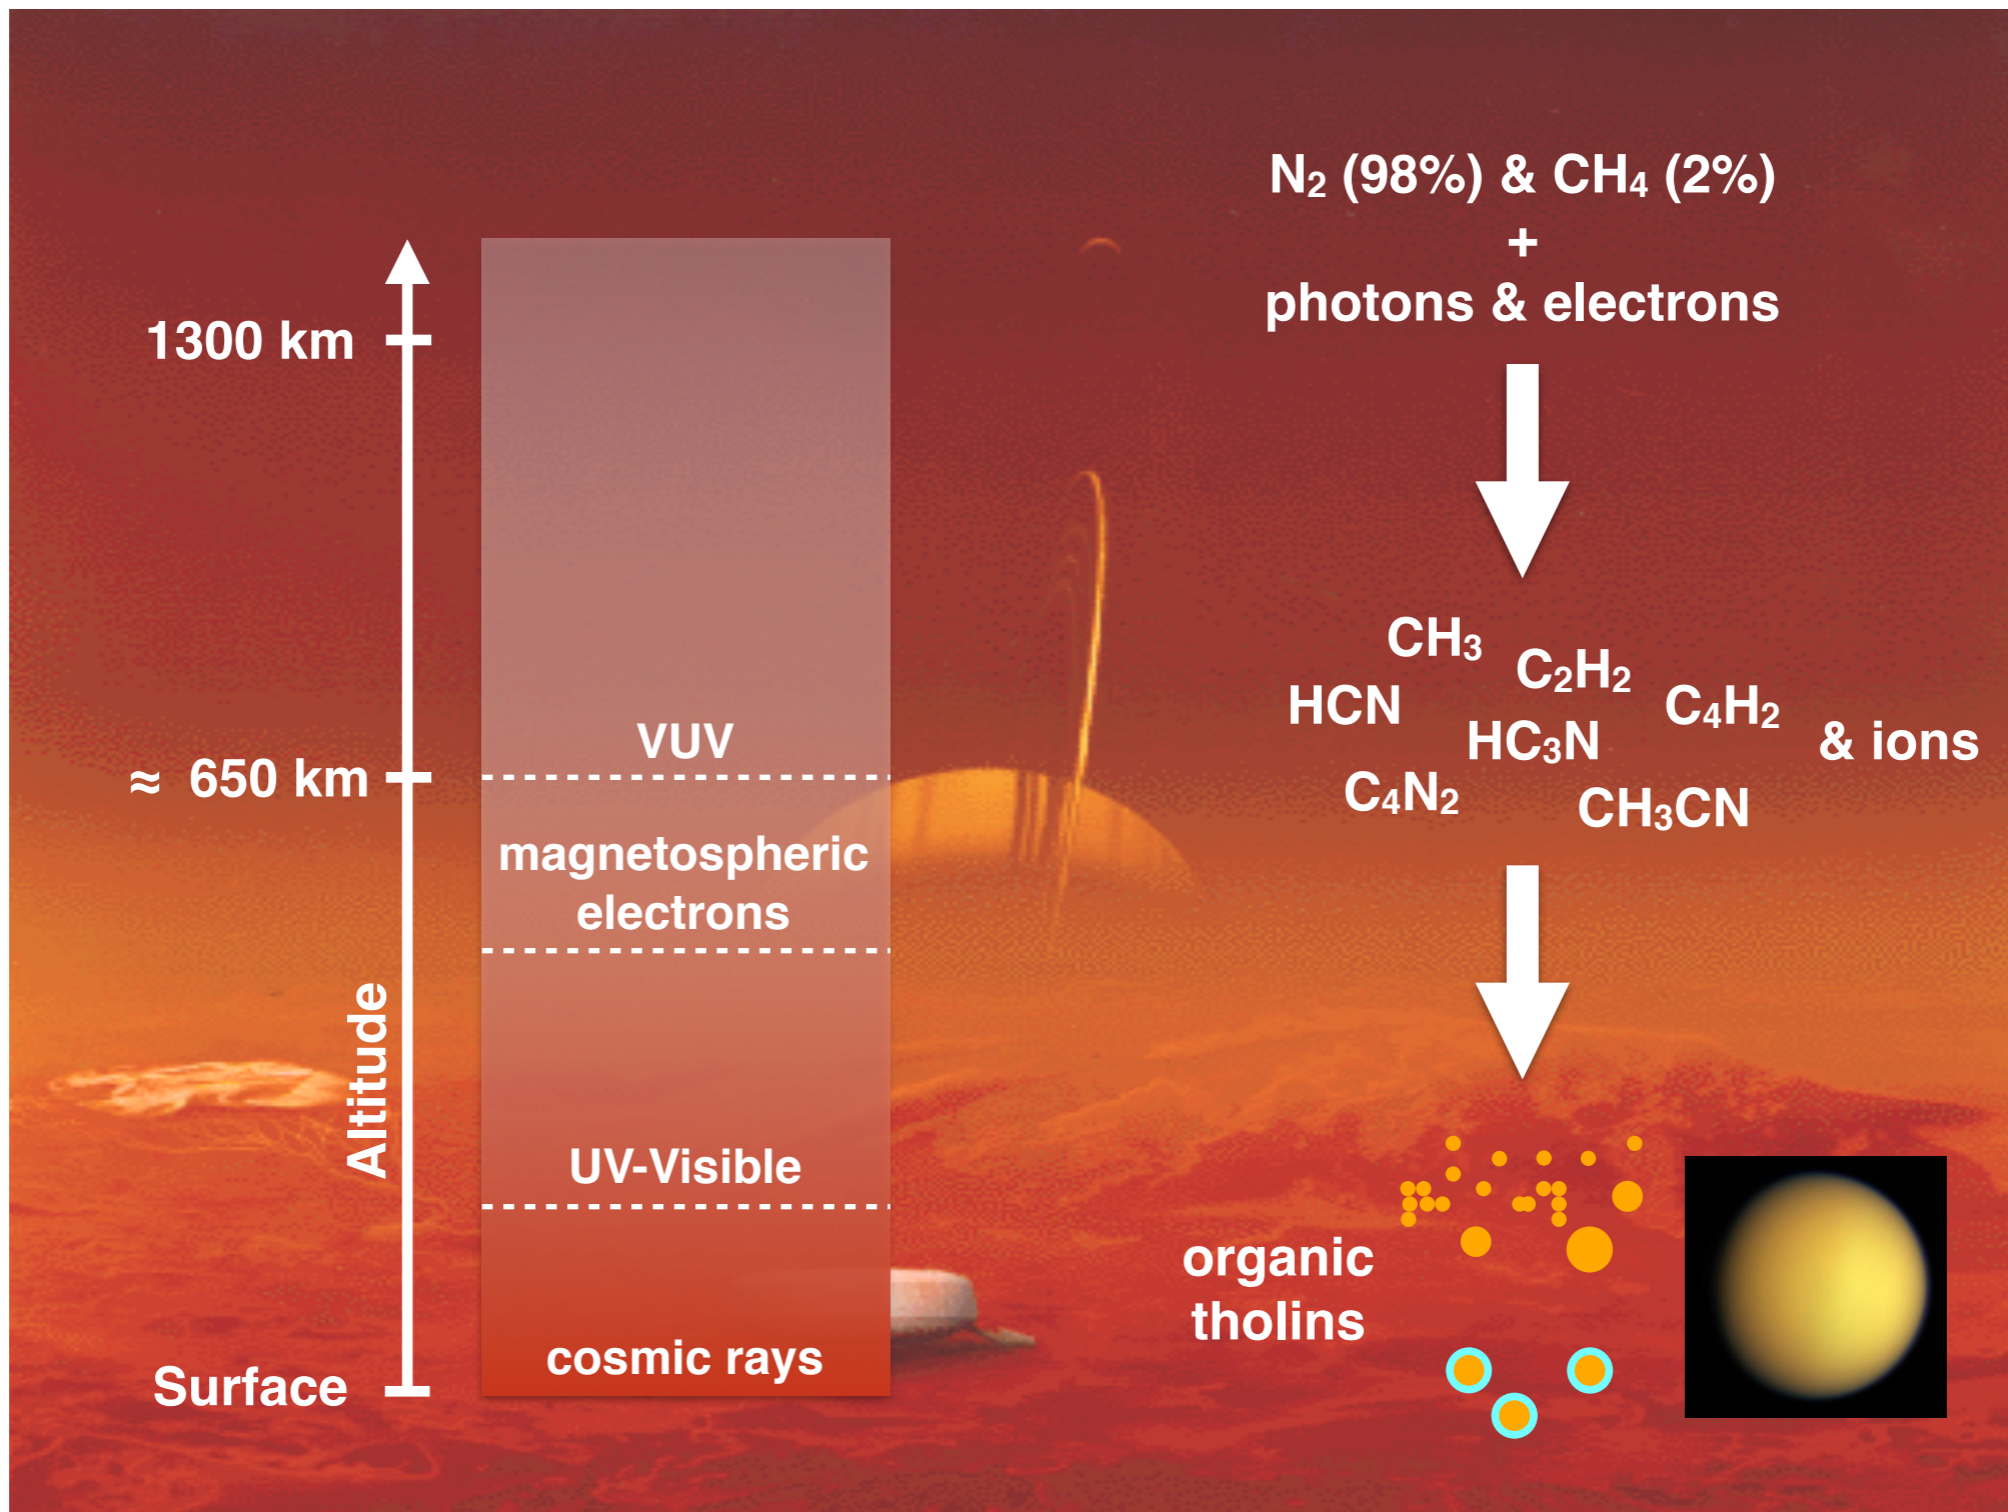 1300 km
≈ 650 km
Altitude
Surface
VUV
magnetospheric
electrons
UV-Visible
cosmic rays
N₂ (98%) & CH₄ (2%)
+
photons & electrons
CH₃
C₂H₂
HCN
C₄H₂
HC₃N
& ions
C₄N₂
CH₃CN
organic
tholins